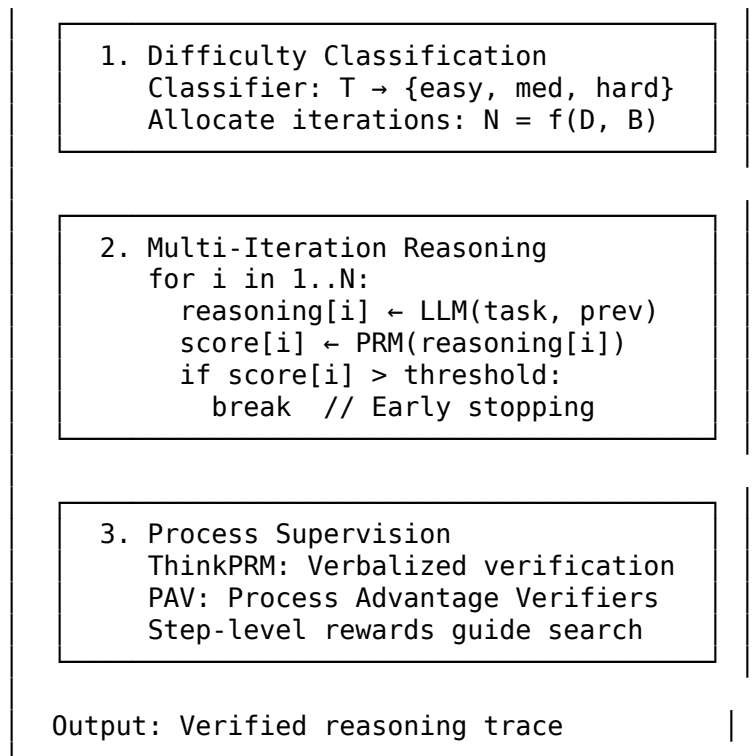 1. Difficulty Classification
Classifier: T → {easy, med, hard}
Allocate iterations: N = f(D, B)
2. Multi-Iteration Reasoning
for i in 1..N:
reasoning[i] ← LLM(task, prev)
score[i] ← PRM(reasoning[i])
if score[i] > threshold:
break // Early stopping
3. Process Supervision
ThinkPRM: Verbalized verification
PAV: Process Advantage Verifiers
Step-level rewards guide search
Output: Verified reasoning trace